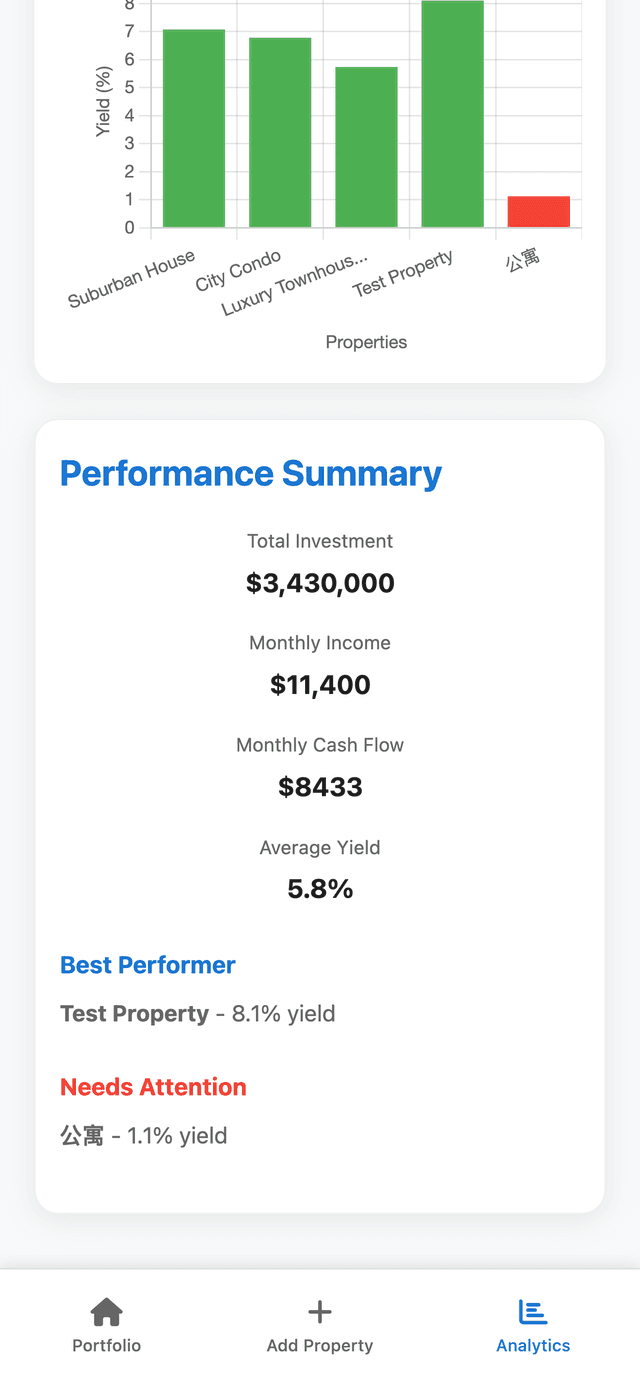 8
7
6
5
4
3
2
1
0
Yield (%)
Suburban House
City Condo
Luxury Townhous...
Test Property
公寓
Properties
Performance Summary
Total Investment
$3,430,000
Monthly Income
$11,400
Monthly Cash Flow
$8433
Average Yield
5.8%
Best Performer
Test Property - 8.1% yield
Needs Attention
公寓 - 1.1% yield
Portfolio
Add Property
Analytics